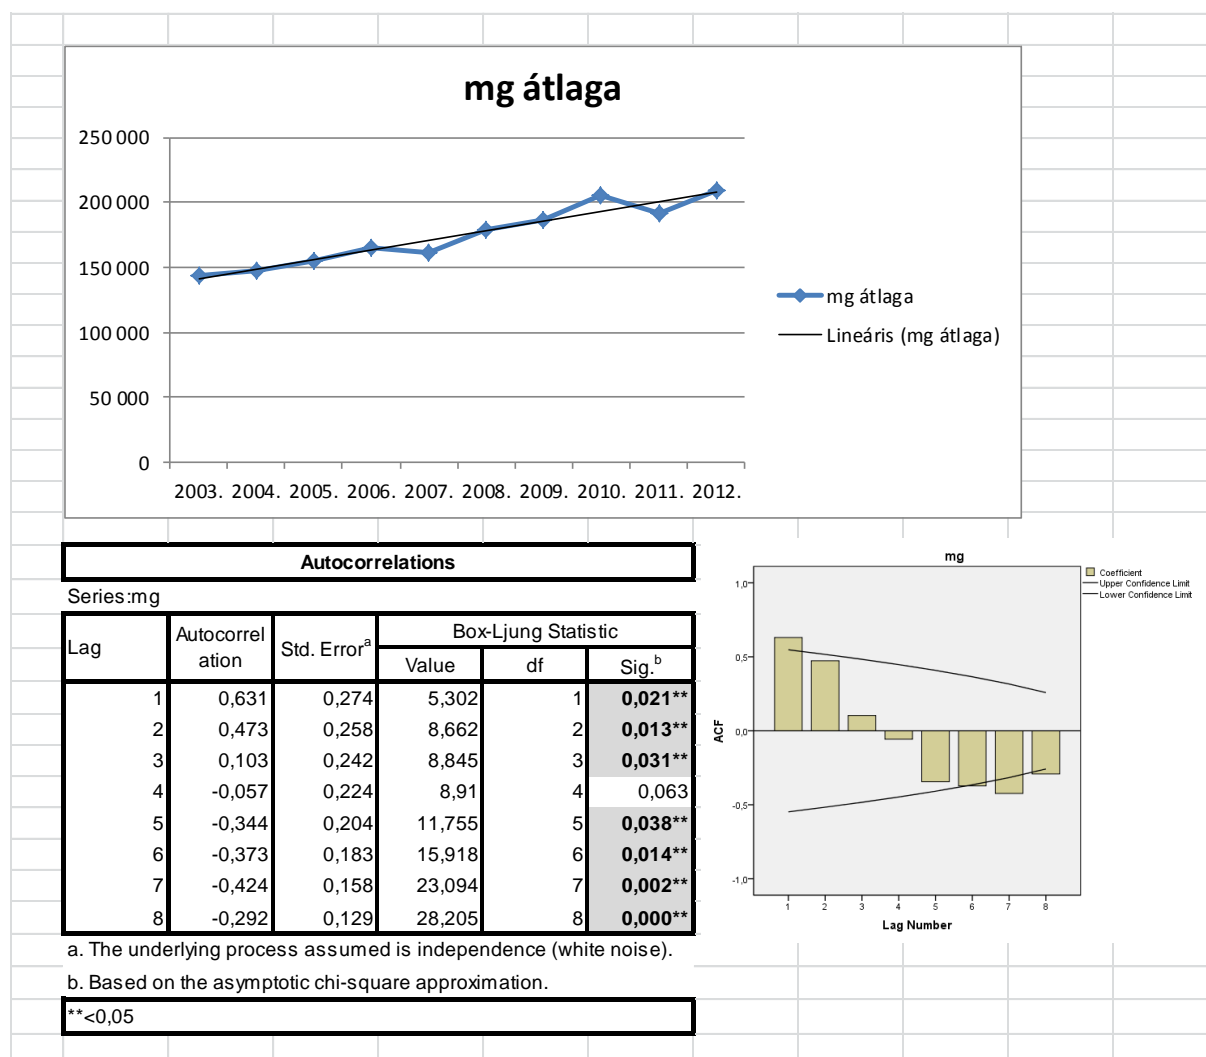 mg átlaga
250 000
200 000
150 000
100 000
50 000
0
2003. 2004. 2005. 2006. 2007. 2008. 2009. 2010. 2011. 2012.
mg átlaga
Lineáris (mg átlaga)
Autocorrelations
Series:mg
Lag Autocorrelation Std. Error^a Box-Ljung Statistic
Value df Sig.^b
1 0,631 0,274 5,302 1 0,021**
2 0,473 0,258 8,662 2 0,013**
3 0,103 0,242 8,845 3 0,031**
4 -0,057 0,224 8,91 4 0,063
5 -0,344 0,204 11,755 5 0,038**
6 -0,373 0,183 15,918 6 0,014**
7 -0,424 0,158 23,094 7 0,002**
8 -0,292 0,129 28,205 8 0,000**
a. The underlying process assumed is independence (white noise).
b. Based on the asymptotic chi-square approximation.
**<0,05
mg
Coefficient
Upper Confidence Limit
Lower Confidence Limit
ACF
1,0
0,5
0,0
-0,5
-1,0
1 2 3 4 5 6 7 8
Lag Number